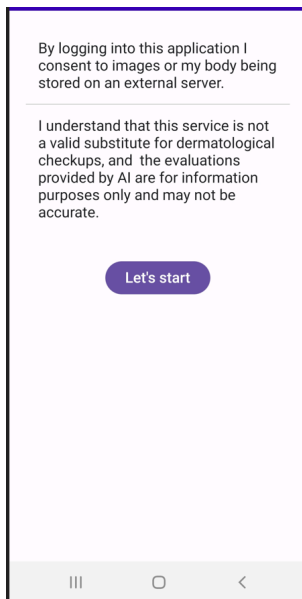 By logging into this application I
consent to images or my body being
stored on an external server.
I understand that this service is not
a valid substitute for dermatological
checkups, and  the evaluations
provided by AI are for information
purposes only and may not be
accurate.
Let's start